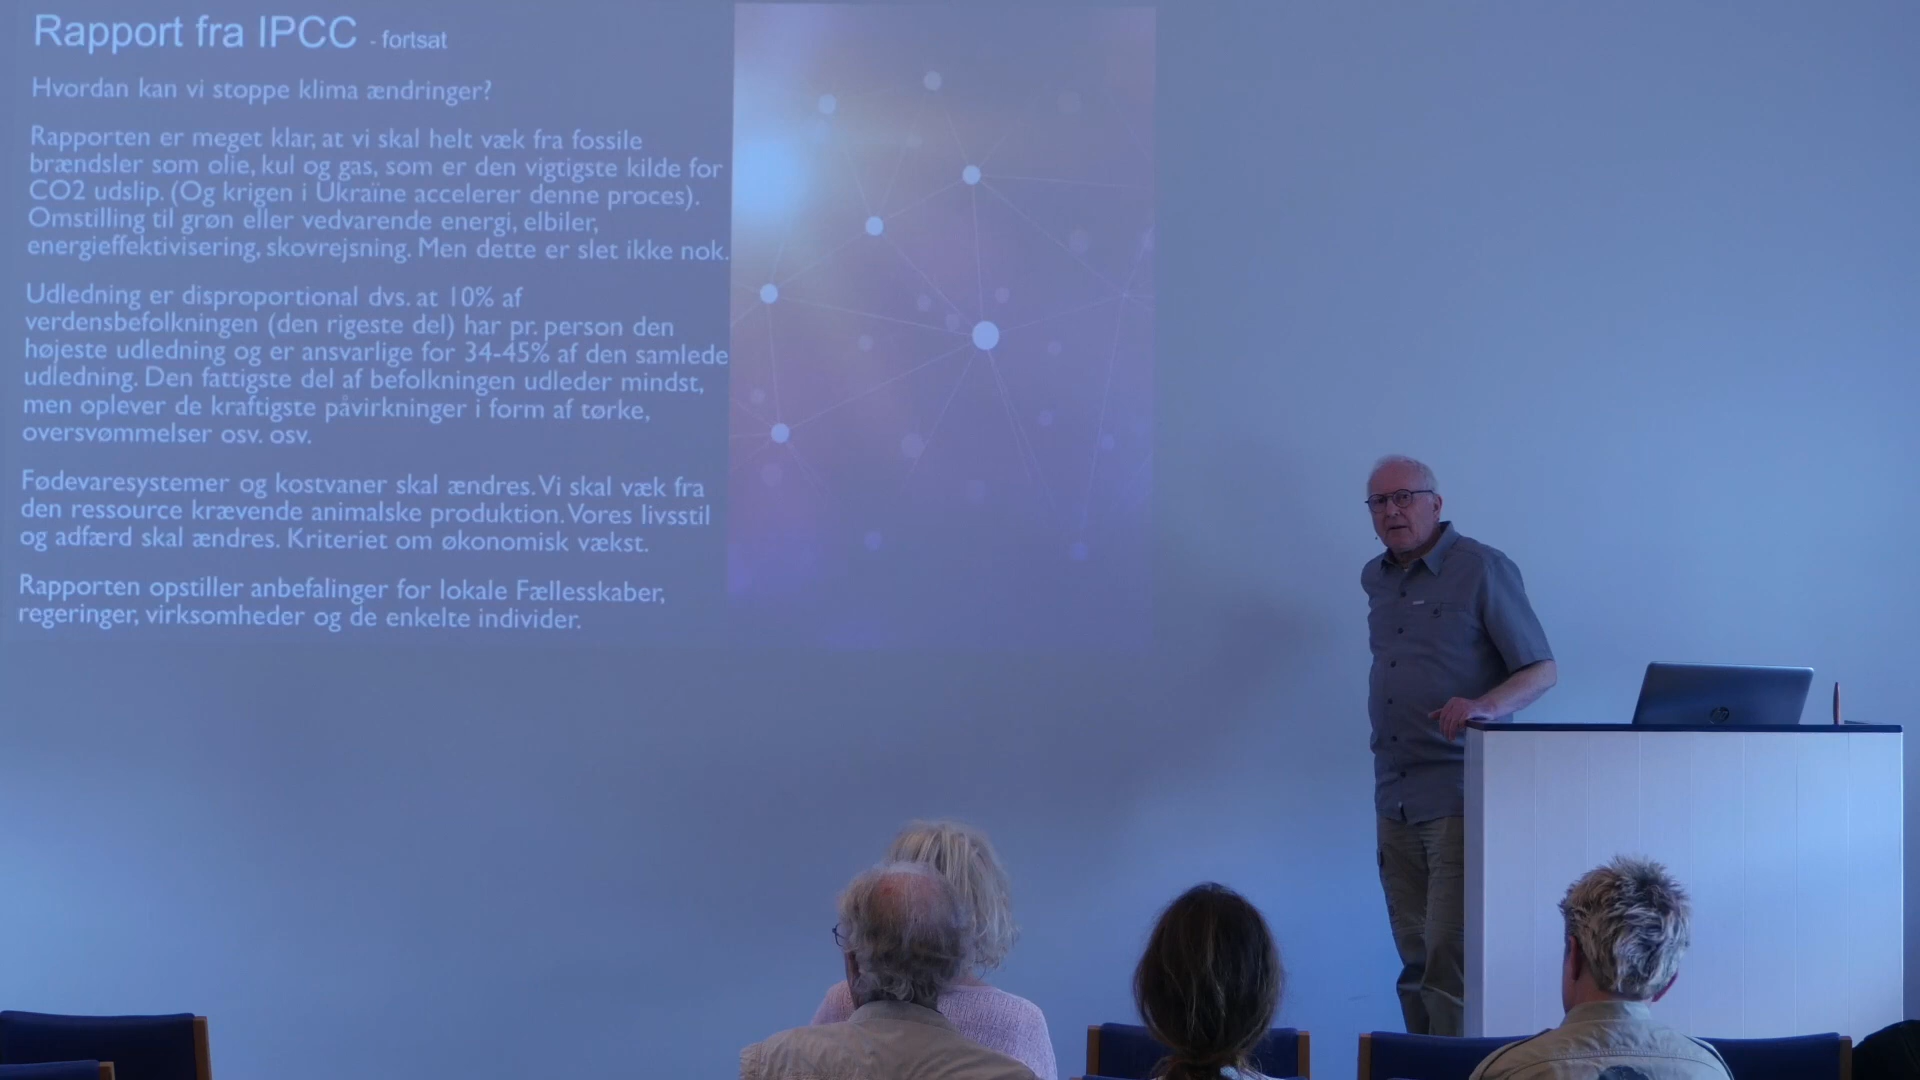 Rapport fra IPCC - fortsat
Hvordan kan vi stoppe klima ændringer?
Rapporten er meget klar, at vi skal helt væk fra fossile
brændsler som olie, kul og gas, som er den vigtigste kilde for
CO2 udslip. (Og krigen i Ukraïne accelerer denne proces).
Omstilling til grøn eller vedvarende energi, elbiler,
energieffektivisering, skovrejsning. Men dette er slet ikke nok.
Udledning er disproportional dvs. at 10% af
verdensbefolkningen (den rigeste del) har pr. person den
højeste udledning og er ansvarlige for 34-45% af den samlede
udledning. Den fattigste del af befolkningen udleder mindst,
men oplever de kraftigste påvirkninger i form af tørke,
oversvømmelser osv. osv.
Fødevaresystemer og kostvaner skal ændres. Vi skal væk fra
den ressource krævende animalske produktion. Vores livsstil
og adfærd skal ændres. Kriteriet om økonomisk vækst.
Rapporten opstiller anbefalinger for lokale Fællesskaber,
regeringer, virksomheder og de enkelte individer.
hp